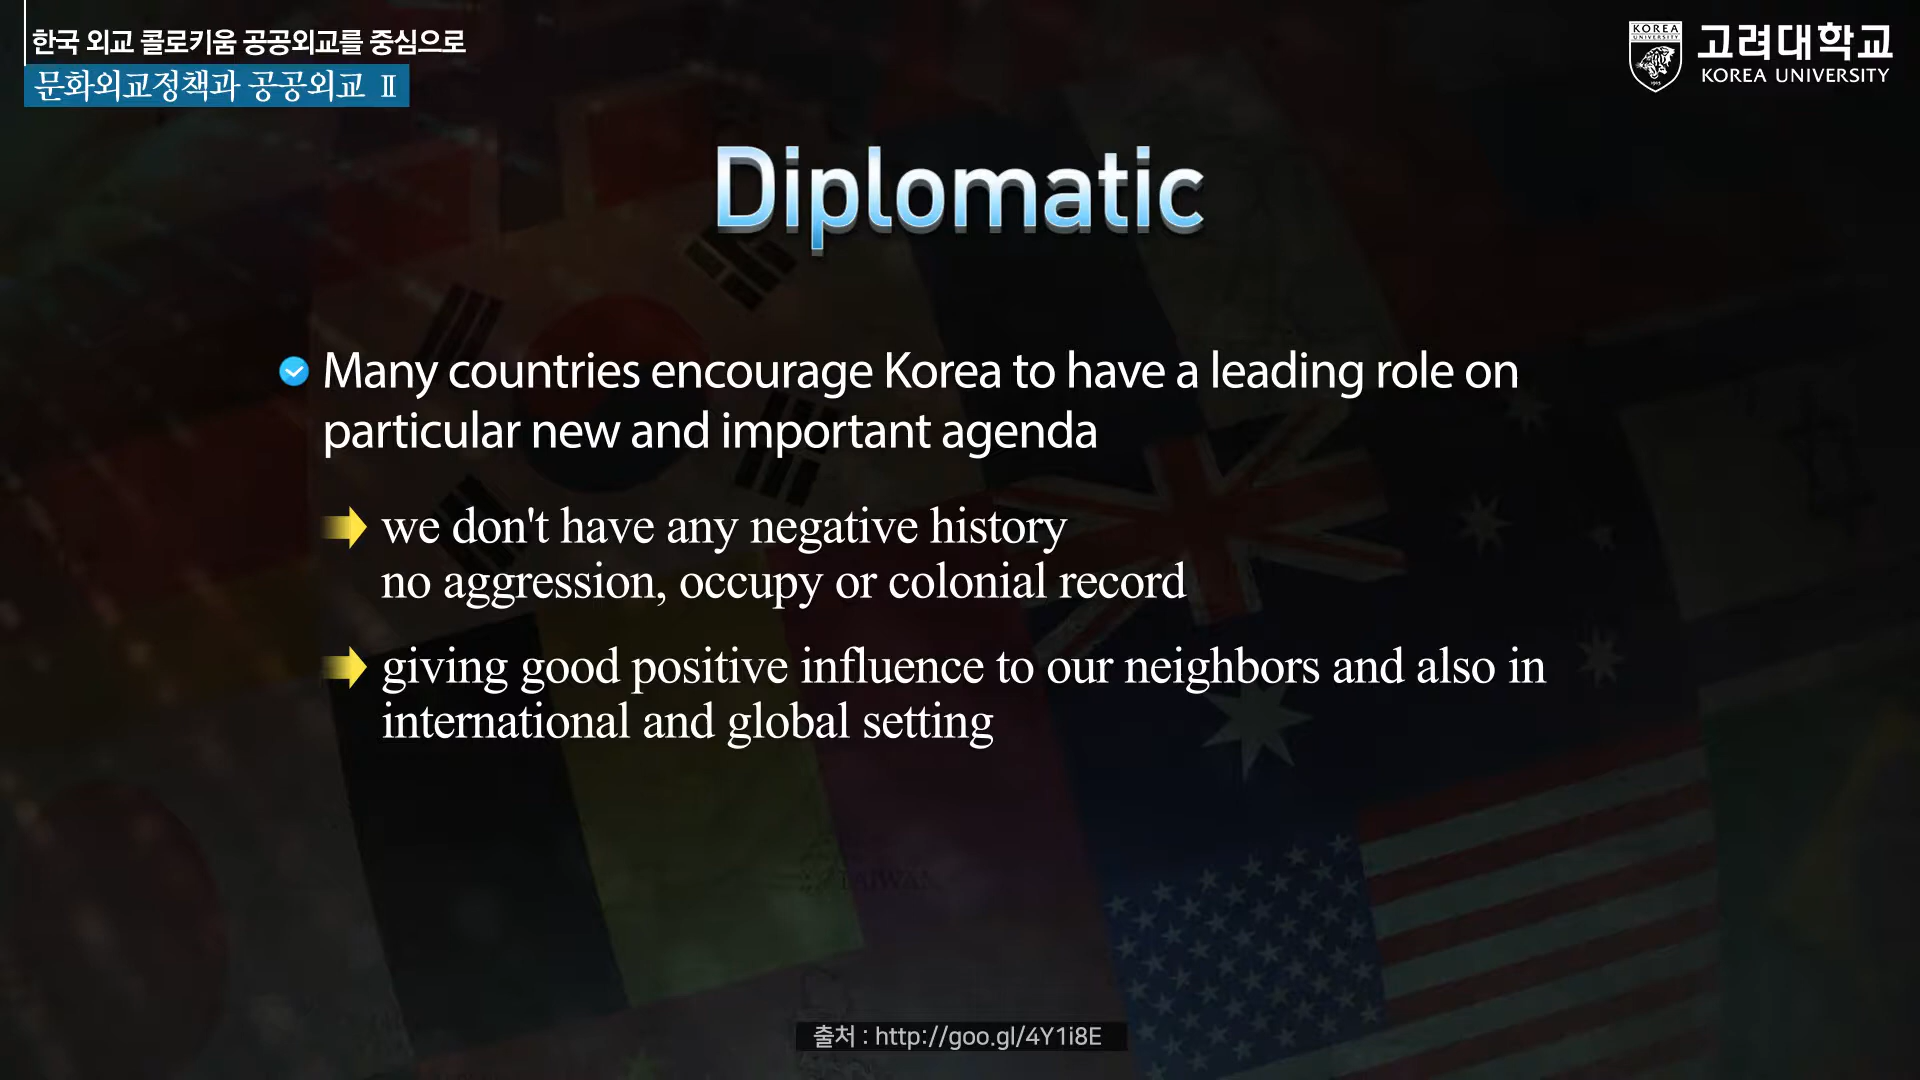 한국 외교 콜로키움 공공외교를 중심으로
문화외교정책과 공공외교 Ⅱ
KOREA
UNIVERSITY
1905
고려대학교
KOREA UNIVERSITY
Diplomatic
Many countries encourage Korea to have a leading role on
particular new and important agenda
we don't have any negative history
no aggression, occupy or colonial record
giving good positive influence to our neighbors and also in
international and global setting
TAIWAN
출처 : http://goo.gl/4Y1i8E